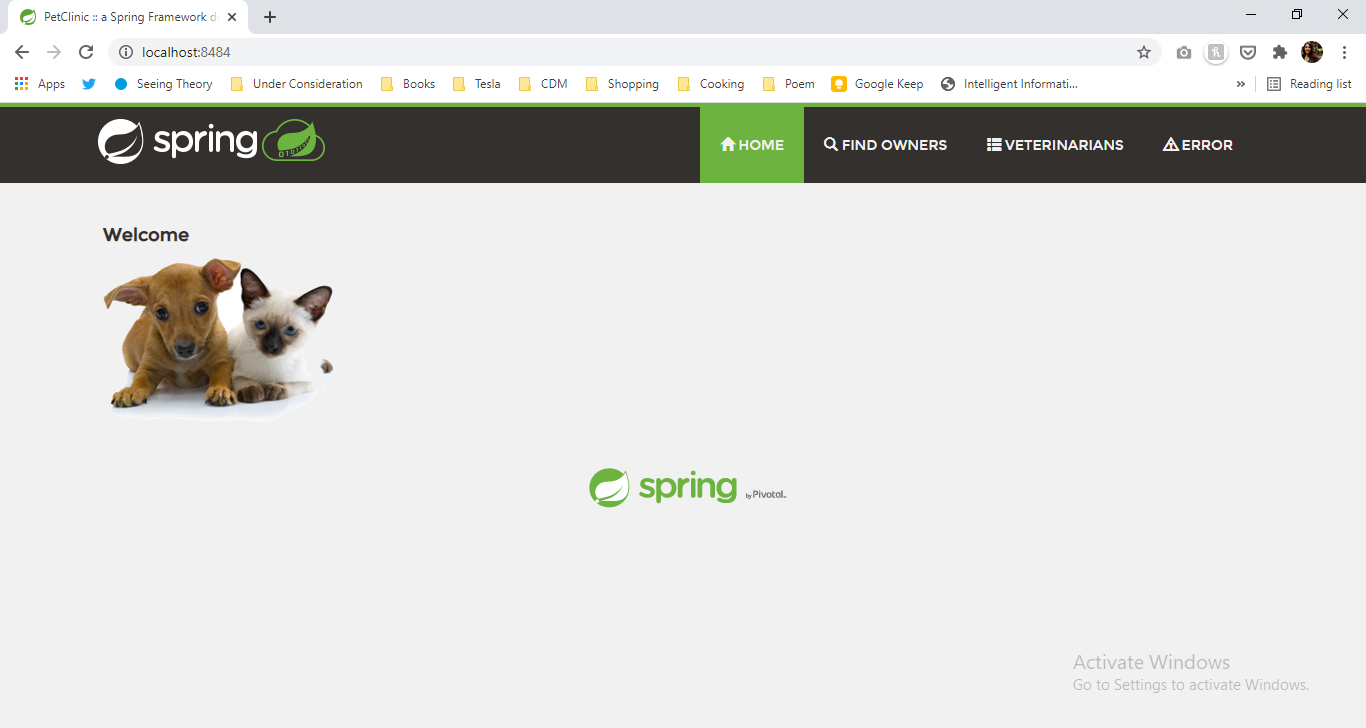 PetClinic :: a Spring Framework d
localhost:8484
Apps Seeing Theory Under Consideration Books Tesla CDM Shopping Cooking Poem Google Keep Intelligent Informati... » Reading list
spring HOME FIND OWNERS VETERINARIANS ERROR
Welcome
spring by Pivotal.
Activate Windows
Go to Settings to activate Windows.